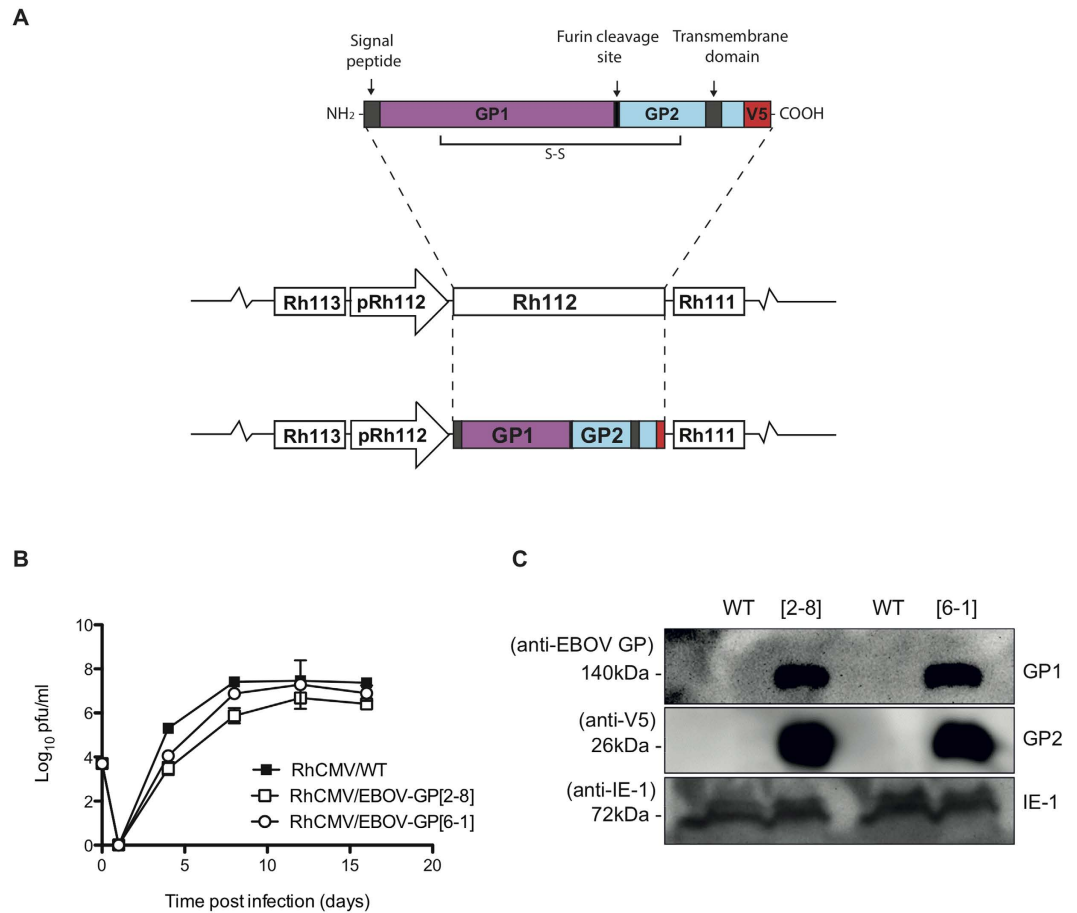 A
Signal
peptide
Furin cleavage
site
Transmembrane
domain
NH2 - GP1 GP2 V5 - COOH
S-S
Rh113 pRh112 Rh112 Rh111
Rh113 pRh112 GP1 GP2 Rh111
B
10
8
6
4
2
0
Log10 pfu/ml
RhCMV/WT
RhCMV/EBOV-GP[2-8]
RhCMV/EBOV-GP[6-1]
0 5 10 15 20
Time post infection (days)
C
WT [2-8] WT [6-1]
(anti-EBOV GP)
140kDa - GP1
(anti-V5)
26kDa - GP2
(anti-IE-1)
72kDa - IE-1